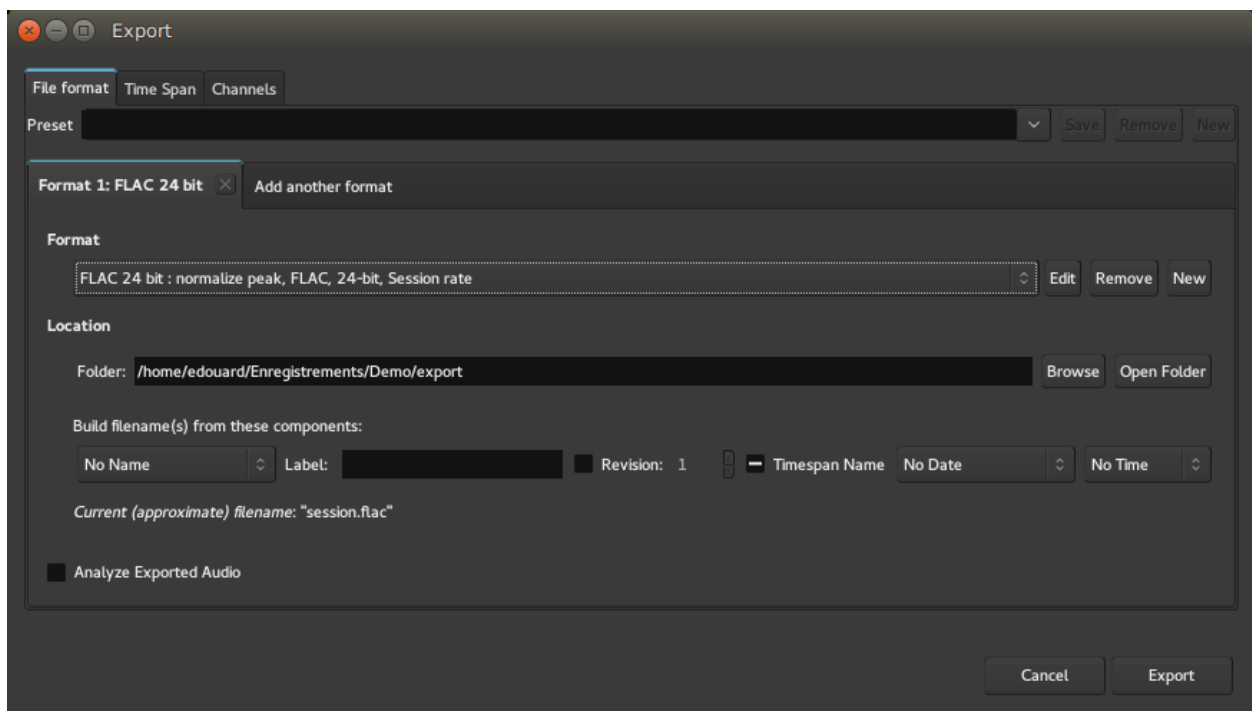 Export
File format Time Span Channels
Preset Save Remove New
Format 1: FLAC 24 bit Add another format
Format
FLAC 24 bit : normalize peak, FLAC, 24-bit, Session rate Edit Remove New
Location
Folder: /home/edouard/Enregistrements/Demo/export Browse Open Folder
Build filename(s) from these components:
No Name Label: Revision: 1 Timespan Name No Date No Time
Current (approximate) filename: "session.flac"
Analyze Exported Audio
Cancel Export